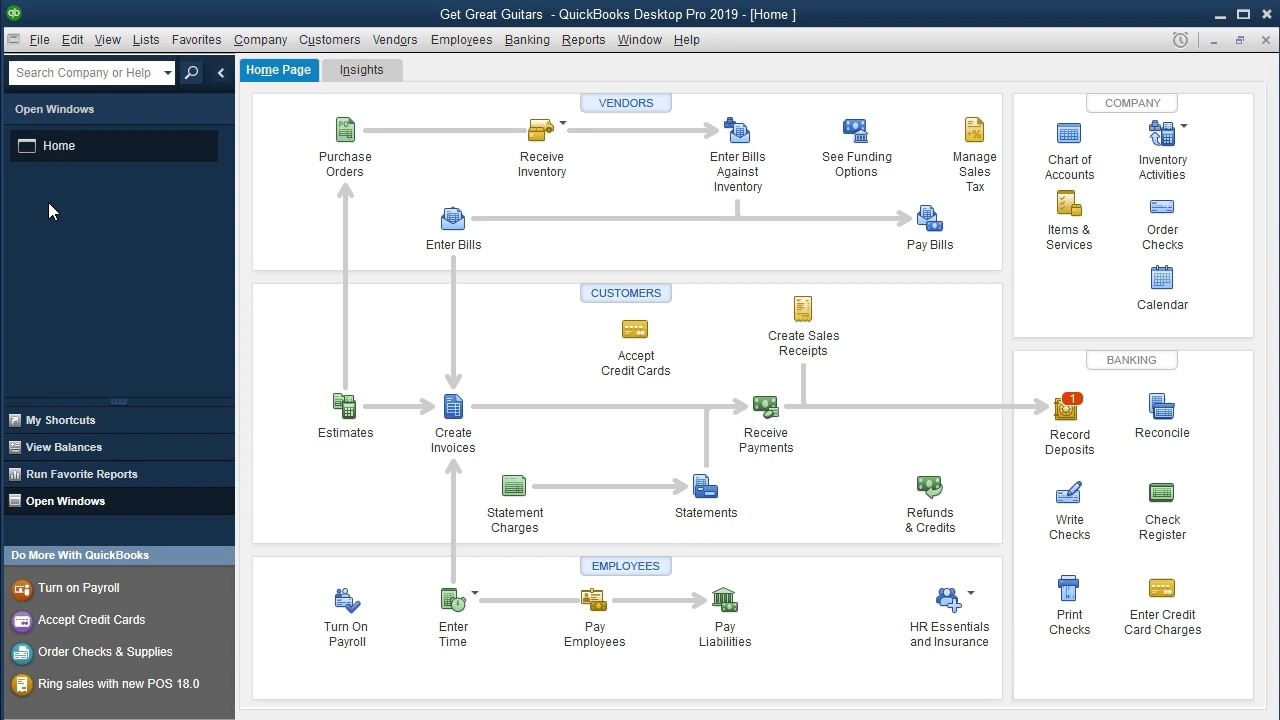 Get Great Guitars - QuickBooks Desktop Pro 2019 - [Home ]
File Edit View Lists Favorites Company Customers Vendors Employees Banking Reports Window Help
Search Company or Help
Open Windows
Home
My Shortcuts
View Balances
Run Favorite Reports
Open Windows
Do More With QuickBooks
Turn on Payroll
Accept Credit Cards
Order Checks & Supplies
Ring sales with new POS 18.0
Home Page
Insights
VENDORS
Purchase
Orders
Receive
Inventory
Enter Bills
Against
Inventory
See Funding
Options
Manage
Sales
Tax
Enter Bills
Pay Bills
CUSTOMERS
Accept
Credit Cards
Create Sales
Receipts
Estimates
Create
Invoices
Receive
Payments
Statement
Charges
Statements
Refunds
& Credits
EMPLOYEES
Turn On
Payroll
Enter
Time
Pay
Employees
Pay
Liabilities
HR Essentials
and Insurance
COMPANY
Chart of
Accounts
Inventory
Activities
Items &
Services
Order
Checks
Calendar
BANKING
1
Record
Deposits
Reconcile
Write
Checks
Check
Register
Print
Checks
Enter Credit
Card Charges